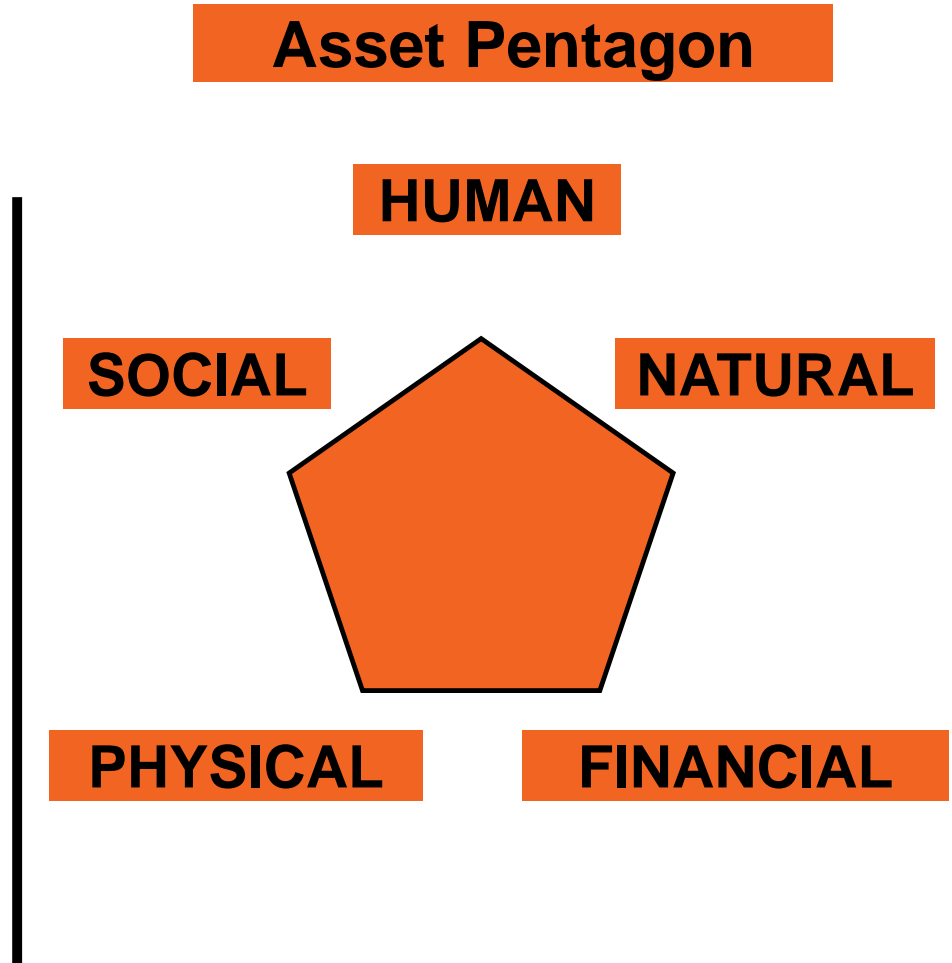 Asset Pentagon
HUMAN
SOCIAL
NATURAL
PHYSICAL
FINANCIAL